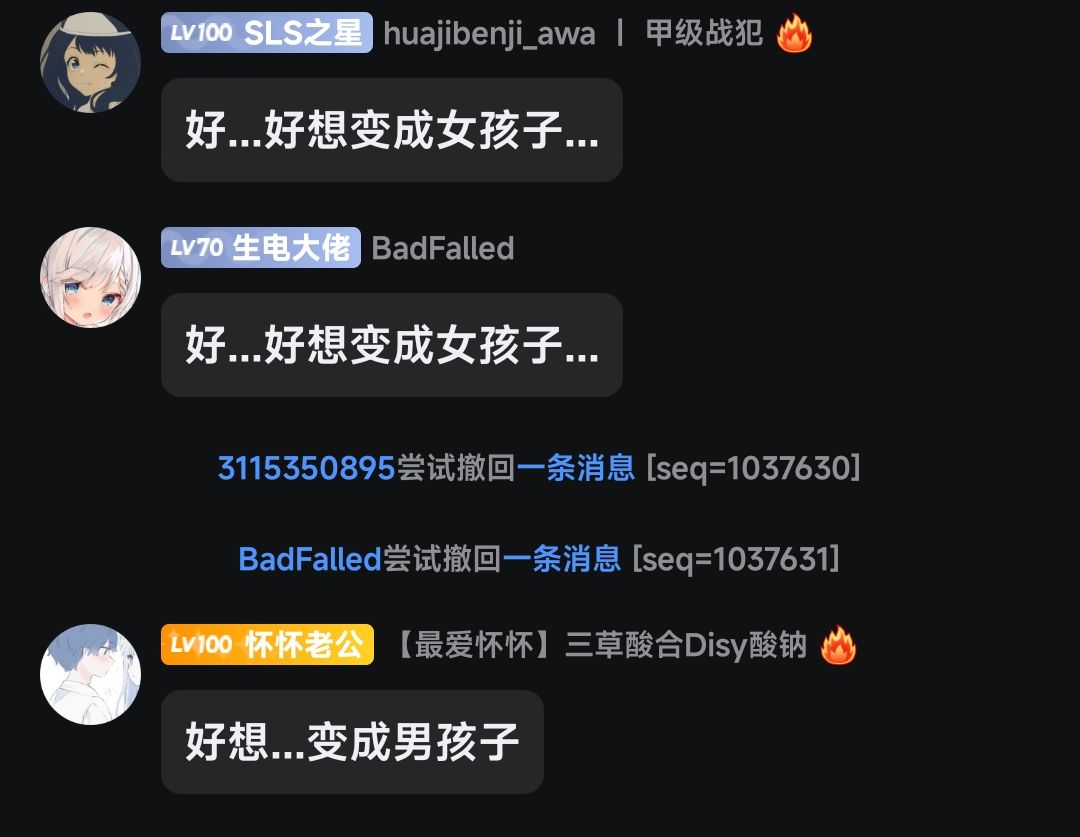 LV100 SLS之星 huajibenji_awa 丨 甲级战犯 🔥
好...好想变成女孩子...
LV70 生电大佬 BadFalled
好...好想变成女孩子...
3115350895尝试撤回一条消息 [seq=1037630]
BadFalled尝试撤回一条消息 [seq=1037631]
LV100 怀怀老公 【最爱怀怀】三草酸合Disy酸钠 🔥
好想...变成男孩子